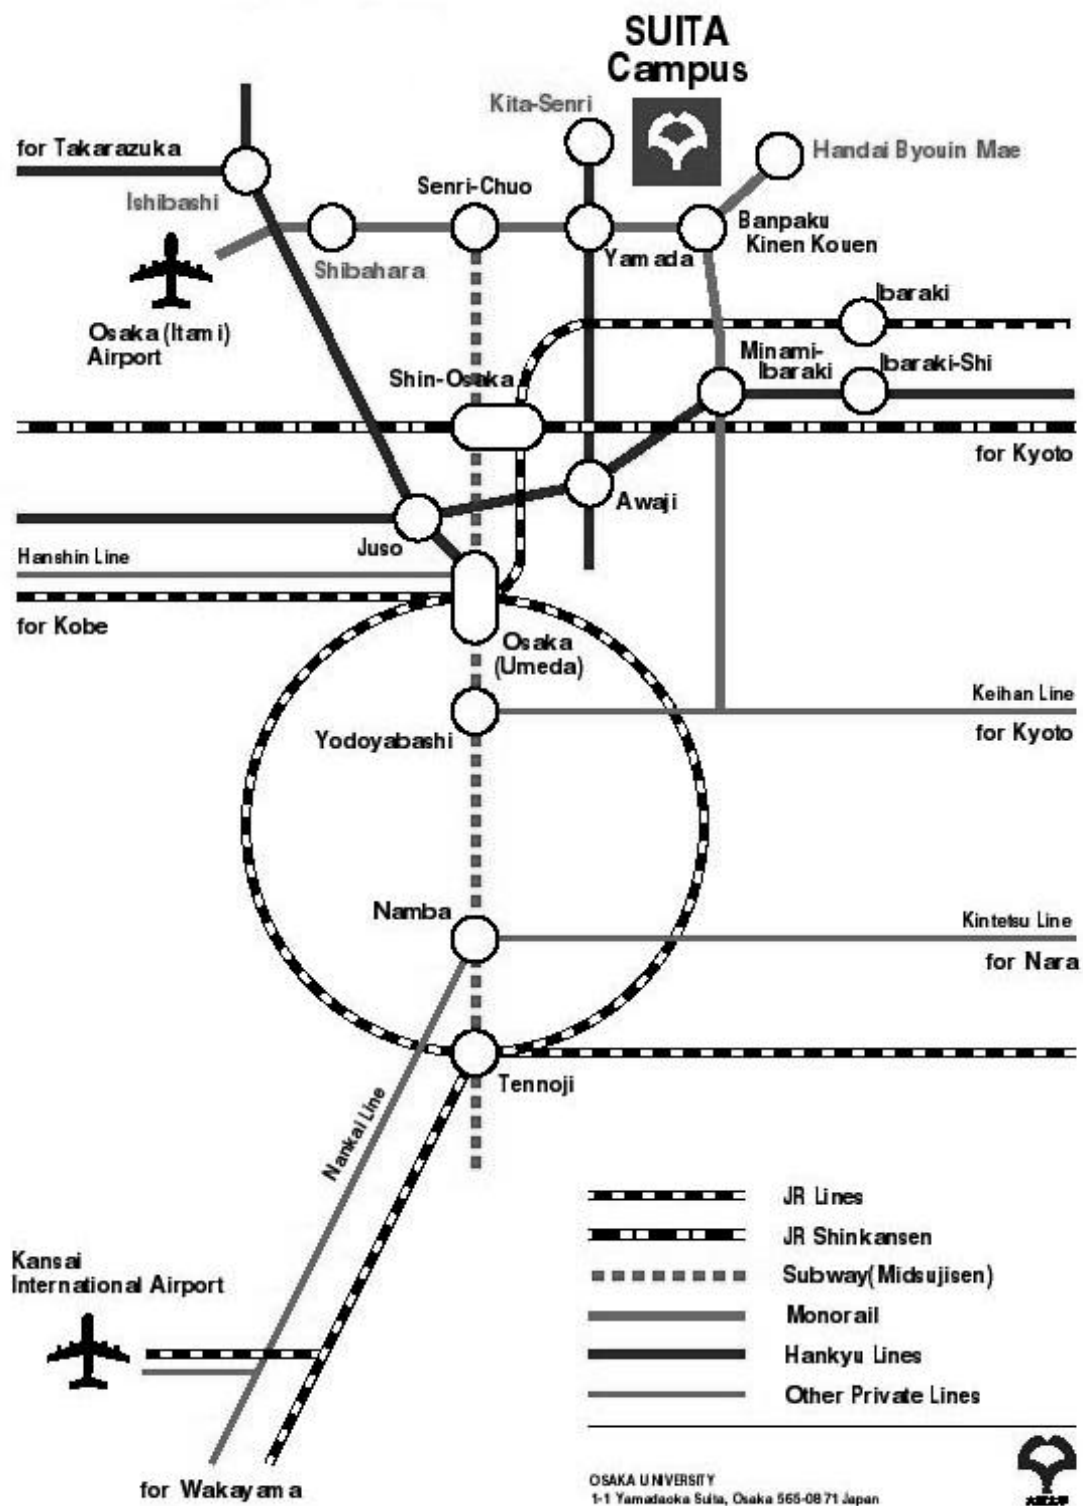 SUITA
Campus
Kita-Senri
for Takarazuka
Handai Byouin Mae
Senri-Chuo
Ishibashi
Banpaku
Kinen Kouen
Yamada
Shibahara
Ibaraki
Osaka (Itami)
Airport
Minami-
Ibaraki
Ibaraki-Shi
Shin-Osaka
for Kyoto
Awaji
Juso
Hanshin Line
for Kobe
Osaka
(Umeda)
Keihan Line
Yodoyabashi
for Kyoto
Namba
Kintetsu Line
for Nara
Tennoji
Nankai Line
JR Lines
JR Shinkansen
Kansai
International Airport
Subway(Midsujisen)
Monorail
Hankyu Lines
Other Private Lines
for Wakayama
OSAKA UNIVERSITY
1-1 Yamadaoka Suita, Osaka 565-0871 Japan